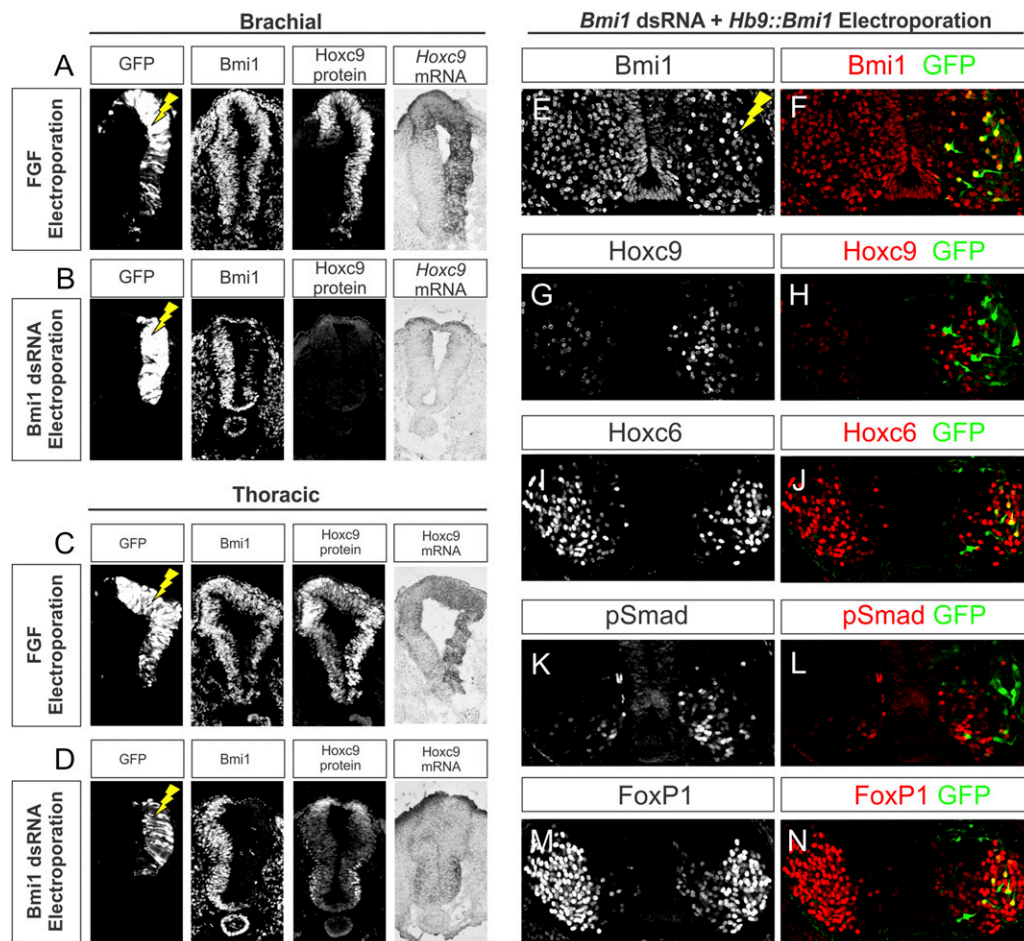 Brachial
A
GFP
Bmi1
Hoxc9
protein
Hoxc9
mRNA
FGF
Electroporation
B
GFP
Bmi1
Hoxc9
protein
Hoxc9
mRNA
Bmi1 dsRNA
Electroporation
Thoracic
C
GFP
Bmi1
Hoxc9
protein
Hoxc9
mRNA
FGF
Electroporation
D
GFP
Bmi1
Hoxc9
protein
Hoxc9
mRNA
Bmi1 dsRNA
Electroporation
Bmi1 dsRNA + Hb9::Bmi1 Electroporation
Bmi1
Bmi1 GFP
E
F
Hoxc9
Hoxc9 GFP
G
H
Hoxc6
Hoxc6 GFP
I
J
pSmad
pSmad GFP
K
L
FoxP1
FoxP1 GFP
M
N